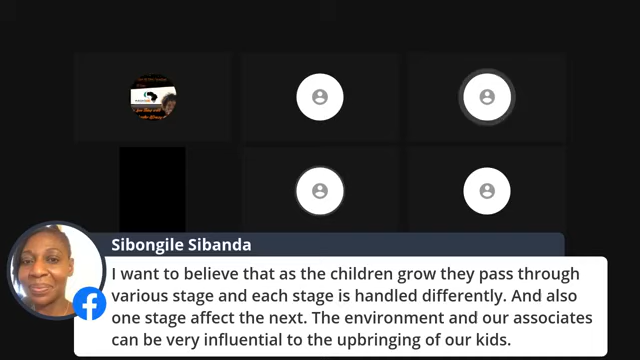 Sibongile Sibanda
I want to believe that as the children grow they pass through
various stage and each stage is handled differently. And also
one stage affect the next. The environment and our associates
can be very influential to the upbringing of our kids.